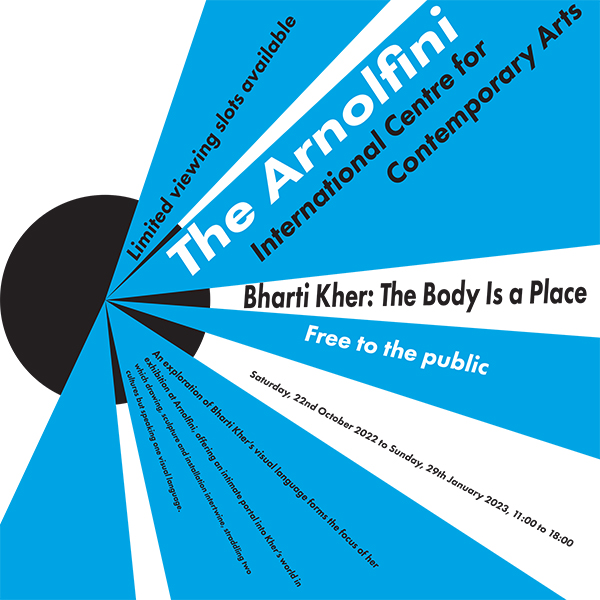 Limited viewing slots available
The Arnolfini
International Centre for
Contemporary Arts
Bharti Kher: The Body Is a Place
Free to the public
Saturday, 22nd October 2022 to Sunday, 29th January 2023, 11:00 to 18:00
An exploration of Bharti Kher's visual language forms the focus of her
exhibition at Arnolfini, offering an intimate portal into Kher's world in
which drawing, sculpture and installation intertwine, straddling two
cultures but speaking one visual language.